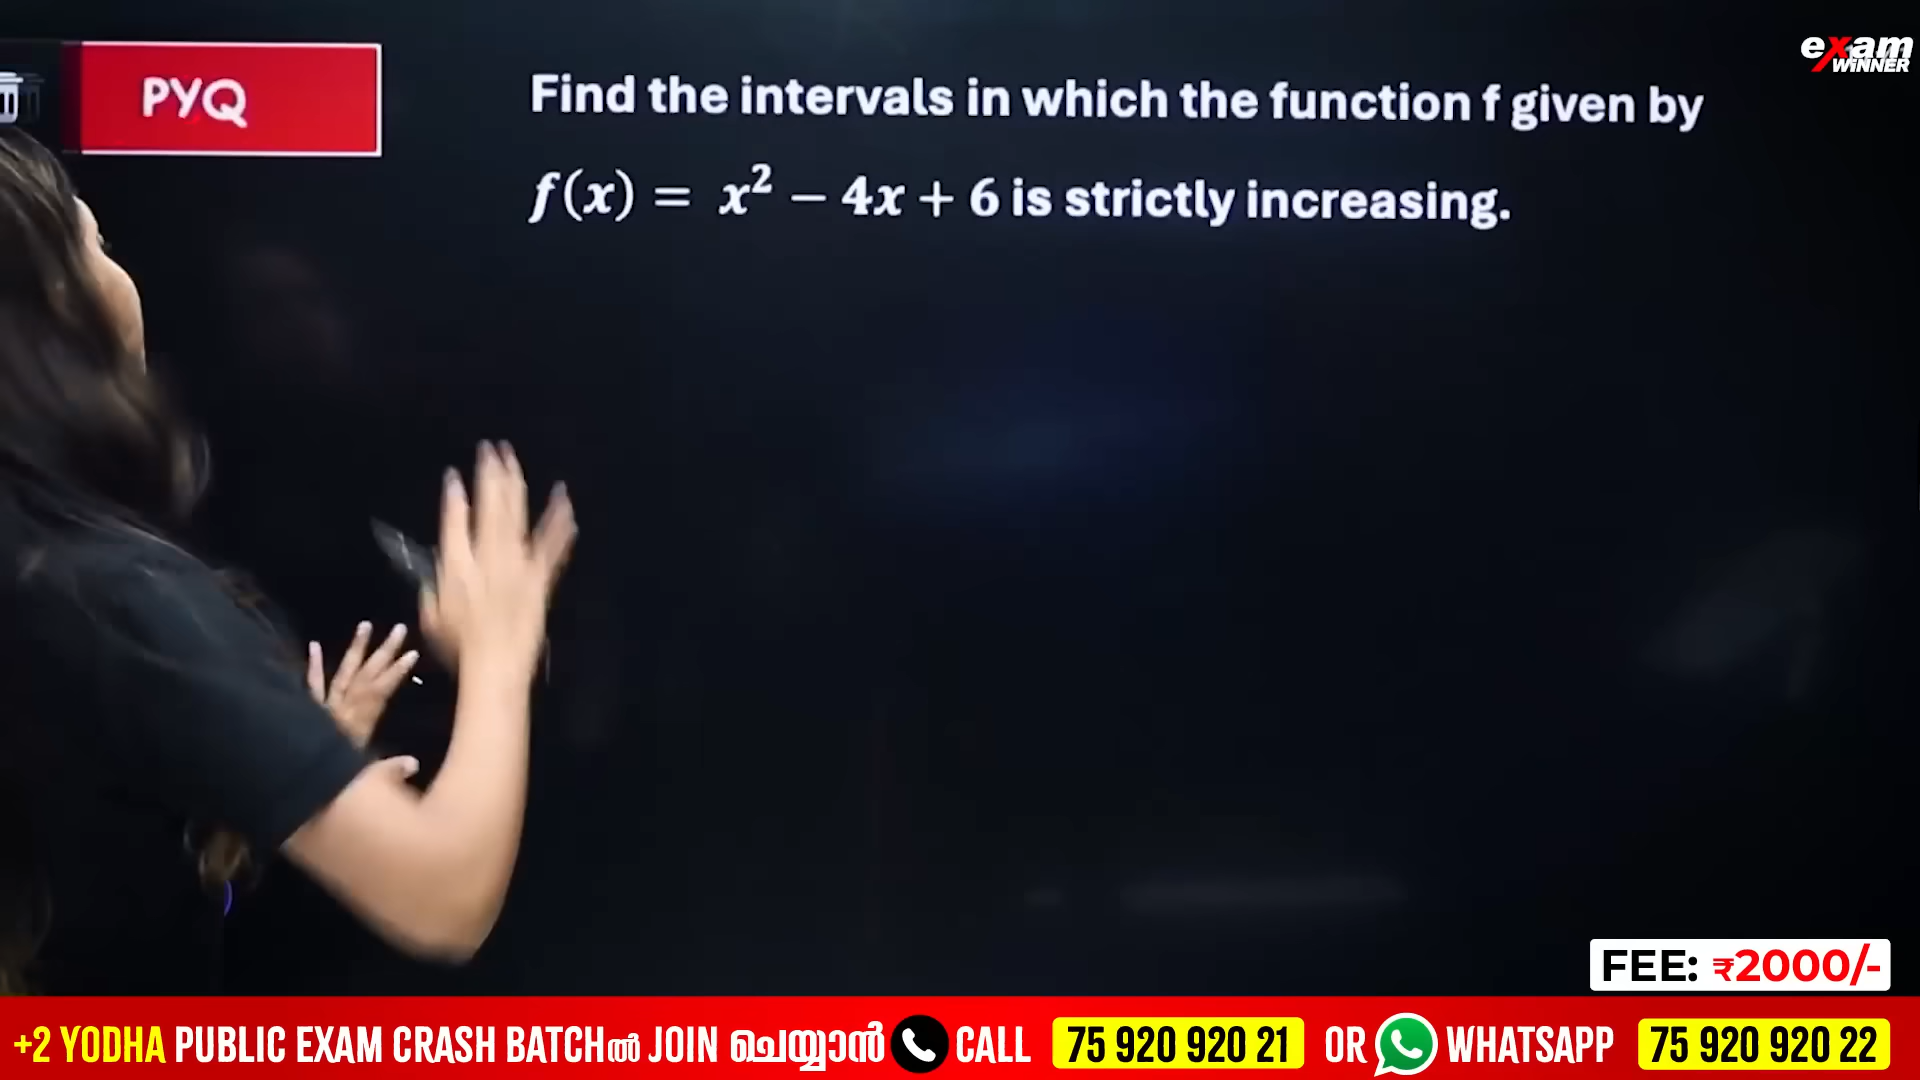 PYQ
Find the intervals in which the function f given by
f(x) = x² − 4x + 6 is strictly increasing.
exam
WINNER
FEE: ₹2000/-
+2 YODHA PUBLIC EXAM CRASH BATCHൽ JOIN ചെയ്യാൻ CALL 75 920 920 21 OR WHATSAPP 75 920 920 22